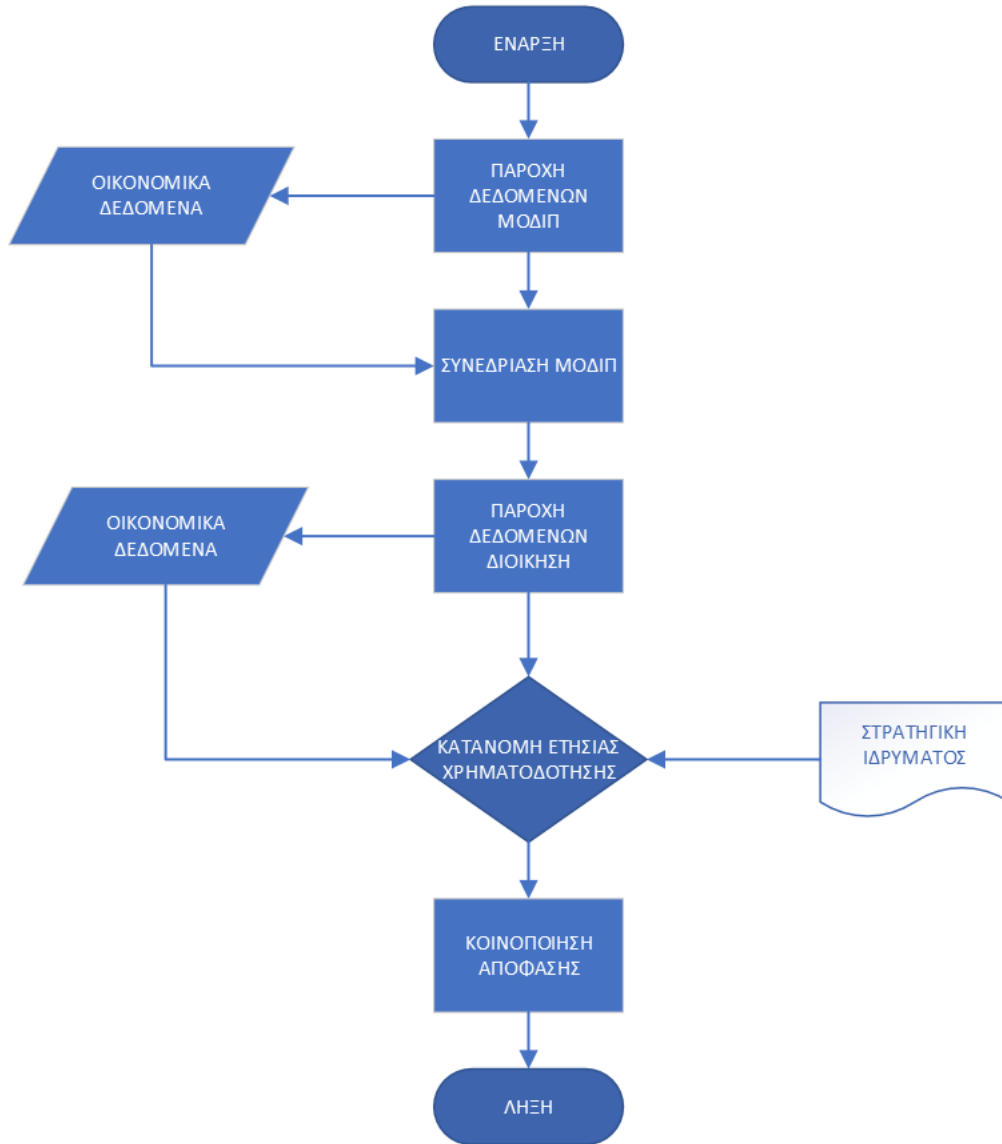 ΕΝΑΡΞΗ
ΠΑΡΟΧΗ
ΔΕΔΟΜΕΝΩΝ
ΜΟΔΙΠ
ΟΙΚΟΝΟΜΙΚΑ
ΔΕΔΟΜΕΝΑ
ΣΥΝΕΔΡΙΑΣΗ ΜΟΔΙΠ
ΠΑΡΟΧΗ
ΔΕΔΟΜΕΝΩΝ
ΔΙΟΙΚΗΣΗ
ΟΙΚΟΝΟΜΙΚΑ
ΔΕΔΟΜΕΝΑ
ΚΑΤΑΝΟΜΗ ΕΤΗΣΙΑΣ
ΧΡΗΜΑΤΟΔΟΤΗΣΗΣ
ΣΤΡΑΤΗΓΙΚΗ
ΙΔΡΥΜΑΤΟΣ
ΚΟΙΝΟΠΟΙΗΣΗ
ΑΠΟΦΑΣΗΣ
ΛΗΞΗ